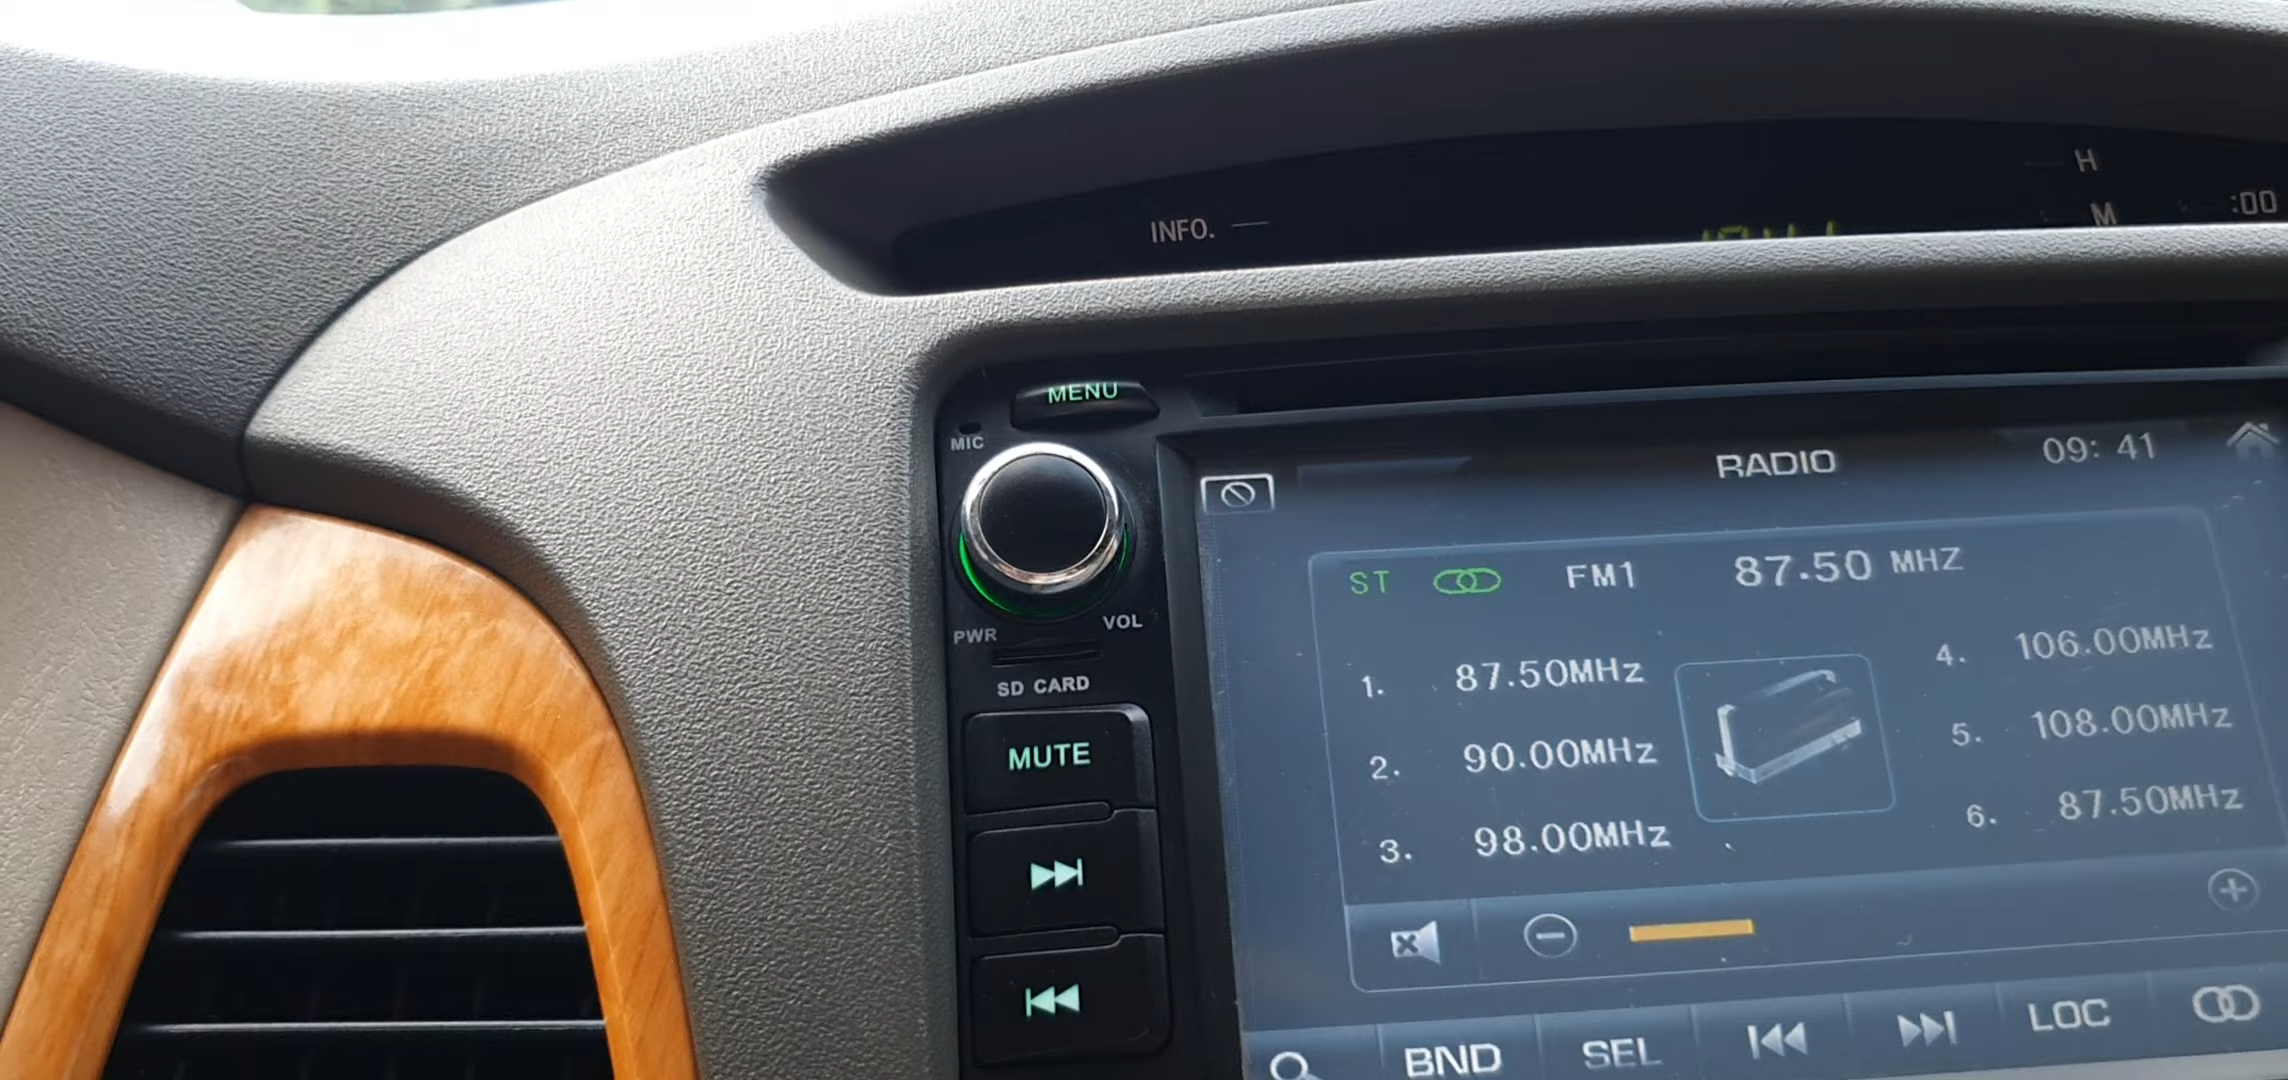 H
INFO.
M
:00
MENU
MIC
RADIO
09: 41
ST
FM1
87.50 MHZ
PWR
VOL
SD CARD
1. 87.50MHz
4. 106.00MHz
MUTE
2. 90.00MHz
5. 108.00MHz
3. 98.00MHz
6. 87.50MHz
BND
SEL
LOC